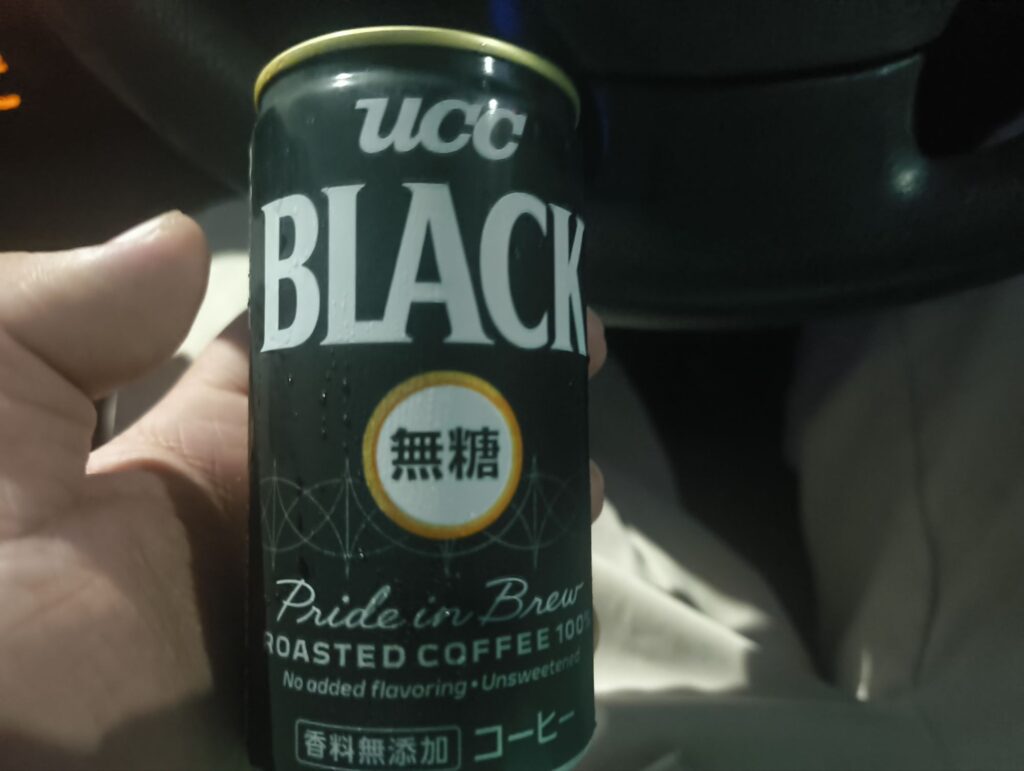 UCC
BLACK
無糖
Pride in Brew
ROASTED COFFEE 100%
No added flavoring • Unsweetened
香料無添加 コーヒー